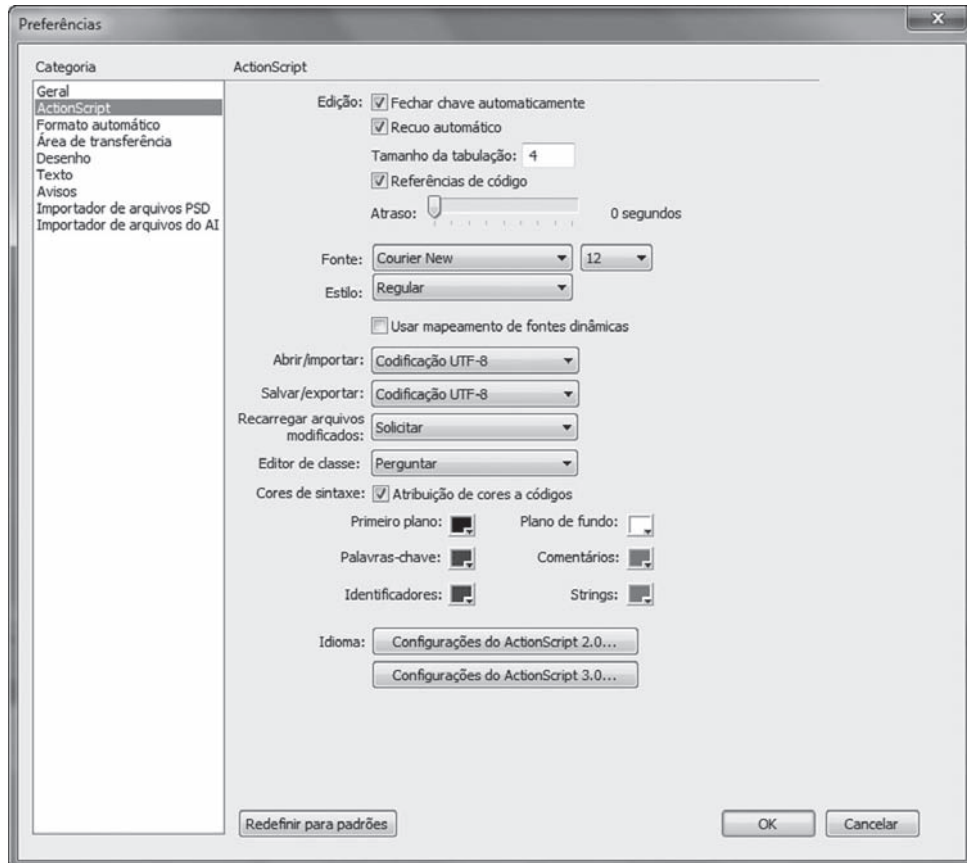 Preferências
x
Categoria
ActionScript
Geral
ActionScript
Formato automático
Área de transferência
Desenho
Texto
Avisos
Importador de arquivos PSD
Importador de arquivos do AI
Edição: Fechar chave automaticamente
Recuo automático
Tamanho da tabulação: 4
Referências de código
Atraso: 0 segundos
Fonte: Courier New 12
Estilo: Regular
Usar mapeamento de fontes dinâmicas
Abrir/importar: Codificação UTF-8
Salvar/exportar: Codificação UTF-8
Recarregar arquivos
modificados: Solicitar
Editor de classe: Perguntar
Cores de sintaxe: Atribuição de cores a códigos
Primeiro plano: Plano de fundo:
Palavras-chave: Comentários:
Identificadores: Strings:
Idioma: Configurações do ActionScript 2.0...
Configurações do ActionScript 3.0...
Redefinir para padrões OK Cancelar